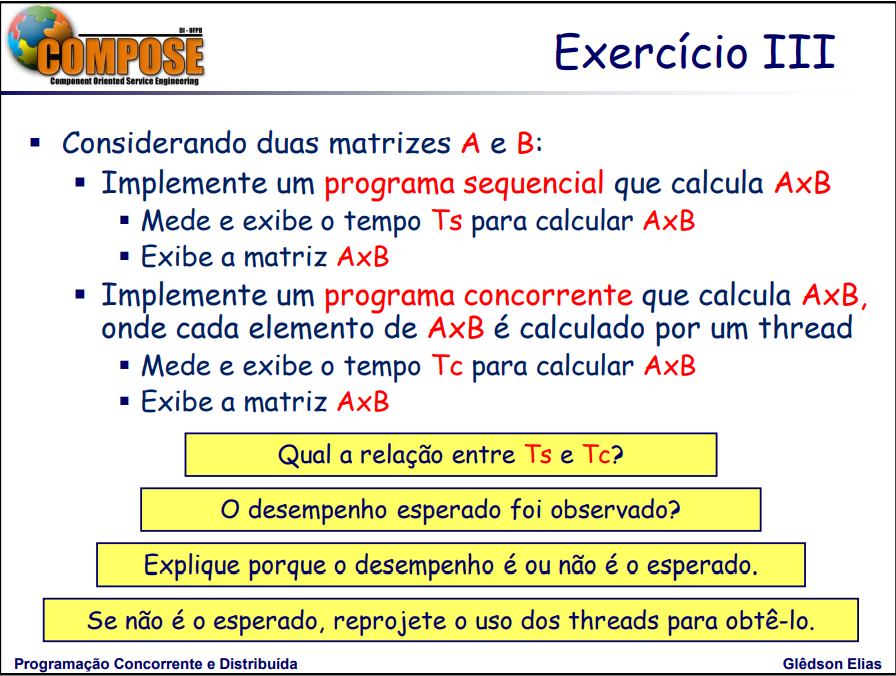 DI - UFPB
COMPOSE
Component Oriented Service Engineering
Exercício III
Considerando duas matrizes A e B:
Implemente um programa sequencial que calcula AxB
Mede e exibe o tempo Ts para calcular AxB
Exibe a matriz AxB
Implemente um programa concorrente que calcula AxB,
onde cada elemento de AxB é calculado por um thread
Mede e exibe o tempo Tc para calcular AxB
Exibe a matriz AxB
Qual a relação entre Ts e Tc?
O desempenho esperado foi observado?
Explique porque o desempenho é ou não é o esperado.
Se não é o esperado, reprojete o uso dos threads para obtê-lo.
Programação Concorrente e Distribuída
Glêdson Elias